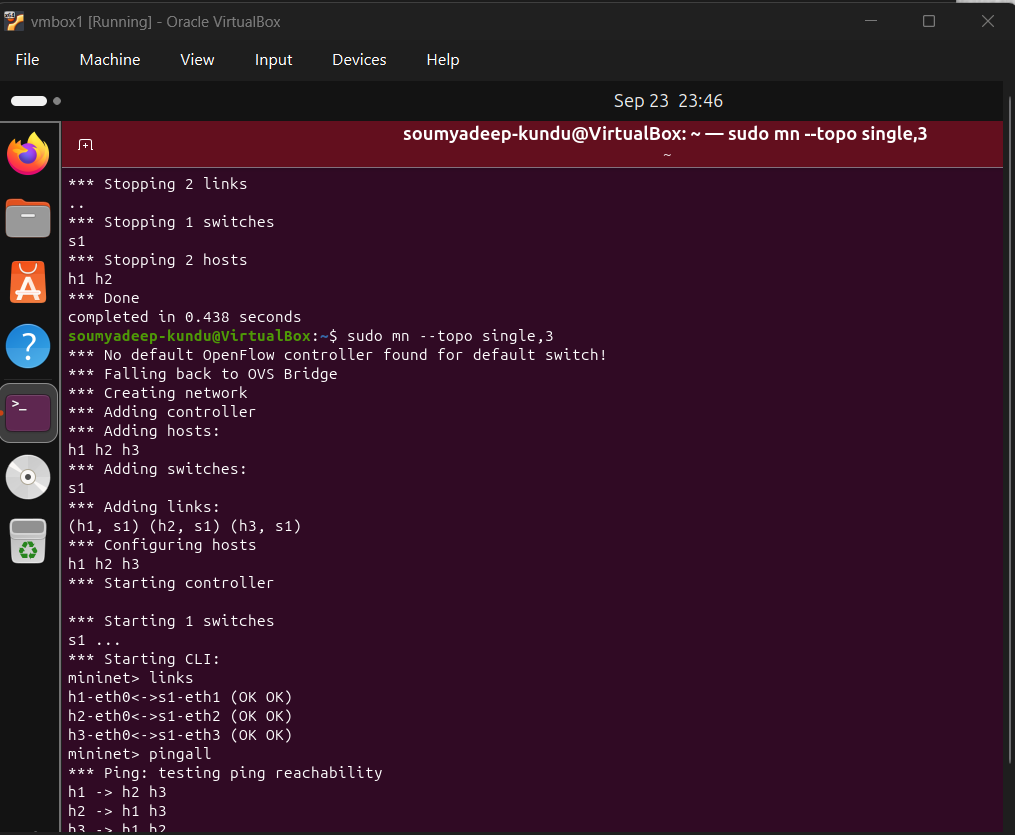 vmbox1 [Running] - Oracle VirtualBox
File Machine View Input Devices Help
Sep 23 23:46
soumyadeep-kundu@VirtualBox: ~ — sudo mn --topo single,3
~
*** Stopping 2 links
..
*** Stopping 1 switches
s1
*** Stopping 2 hosts
h1 h2
*** Done
completed in 0.438 seconds
soumyadeep-kundu@VirtualBox:~$ sudo mn --topo single,3
*** No default OpenFlow controller found for default switch!
*** Falling back to OVS Bridge
*** Creating network
*** Adding controller
*** Adding hosts:
h1 h2 h3
*** Adding switches:
s1
*** Adding links:
(h1, s1) (h2, s1) (h3, s1)
*** Configuring hosts
h1 h2 h3
*** Starting controller
*** Starting 1 switches
s1 ...
*** Starting CLI:
mininet> links
h1-eth0<->s1-eth1 (OK OK)
h2-eth0<->s1-eth2 (OK OK)
h3-eth0<->s1-eth3 (OK OK)
mininet> pingall
*** Ping: testing ping reachability
h1 -> h2 h3
h2 -> h1 h3
h3 -> h1 h2